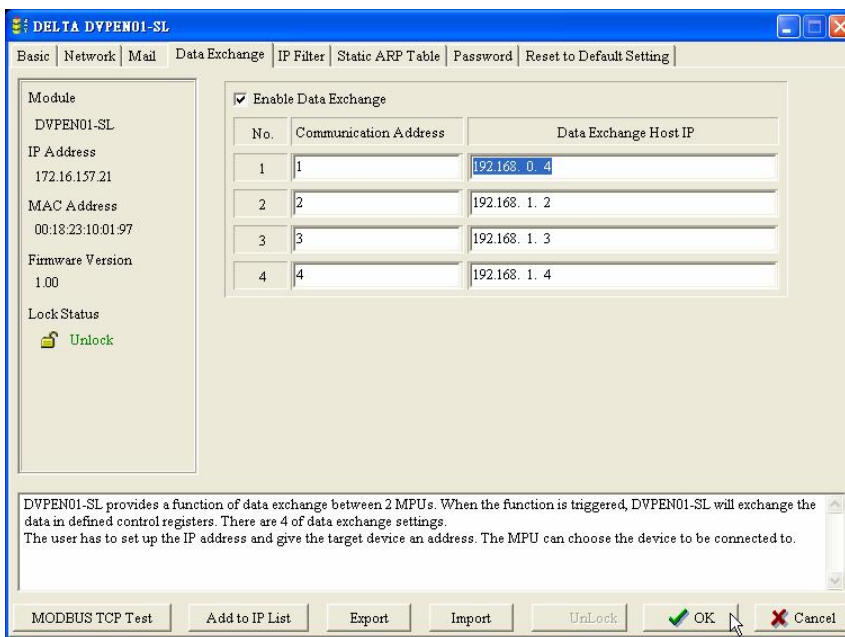 DELTA DVPEN01-SL
Basic Network Mail Data Exchange IP Filter Static ARP Table Password Reset to Default Setting
Module
DVPEN01-SL
IP Address
172.16.157.21
MAC Address
00:18:23:10:01:97
Firmware Version
1.00
Lock Status
Unlock
Enable Data Exchange
No. Communication Address Data Exchange Host IP
1 1 192.168. 0. 4
2 2 192.168. 1. 2
3 3 192.168. 1. 3
4 4 192.168. 1. 4
DVPEN01-SL provides a function of data exchange between 2 MPUs. When the function is triggered, DVPEN01-SL will exchange the
data in defined control registers. There are 4 of data exchange settings.
The user has to set up the IP address and give the target device an address. The MPU can choose the device to be connected to.
MODBUS TCP Test Add to IP List Export Import UnLock OK Cancel